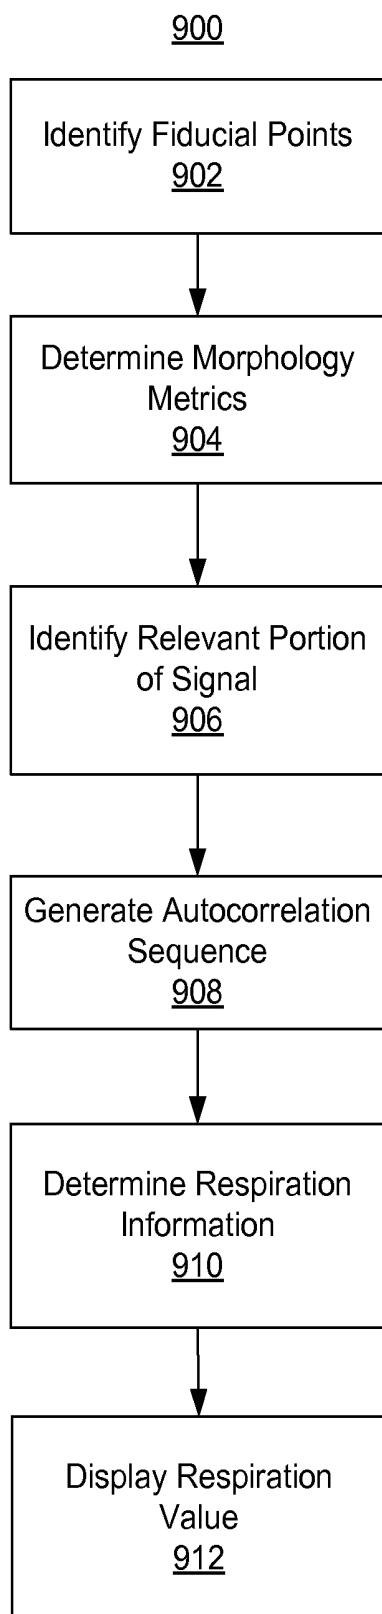 900
Identify Fiducial Points
902
Determine Morphology
Metrics
904
Identify Relevant Portion
of Signal
906
Generate Autocorrelation
Sequence
908
Determine Respiration
Information
910
Display Respiration
Value
912